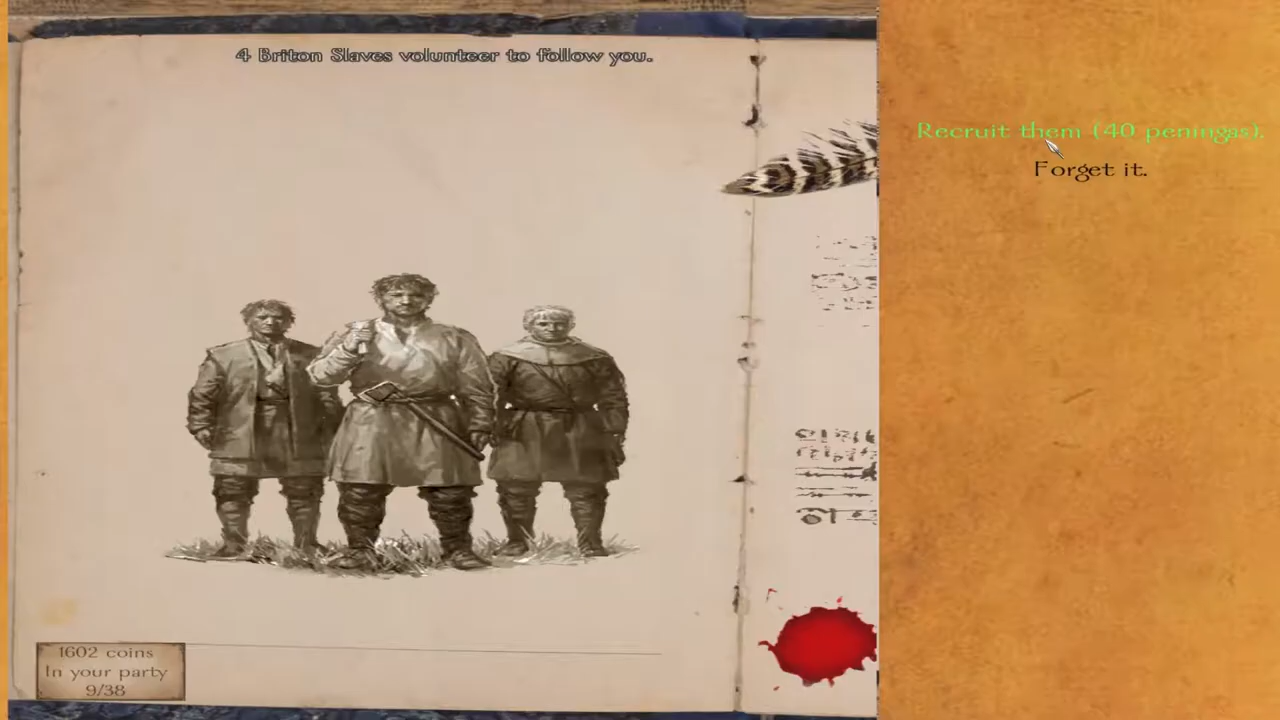 4 Briton Slaves volunteer to follow you.
Recruit them (40 peningas).
Forget it.
1602 coins
In your party
9/38